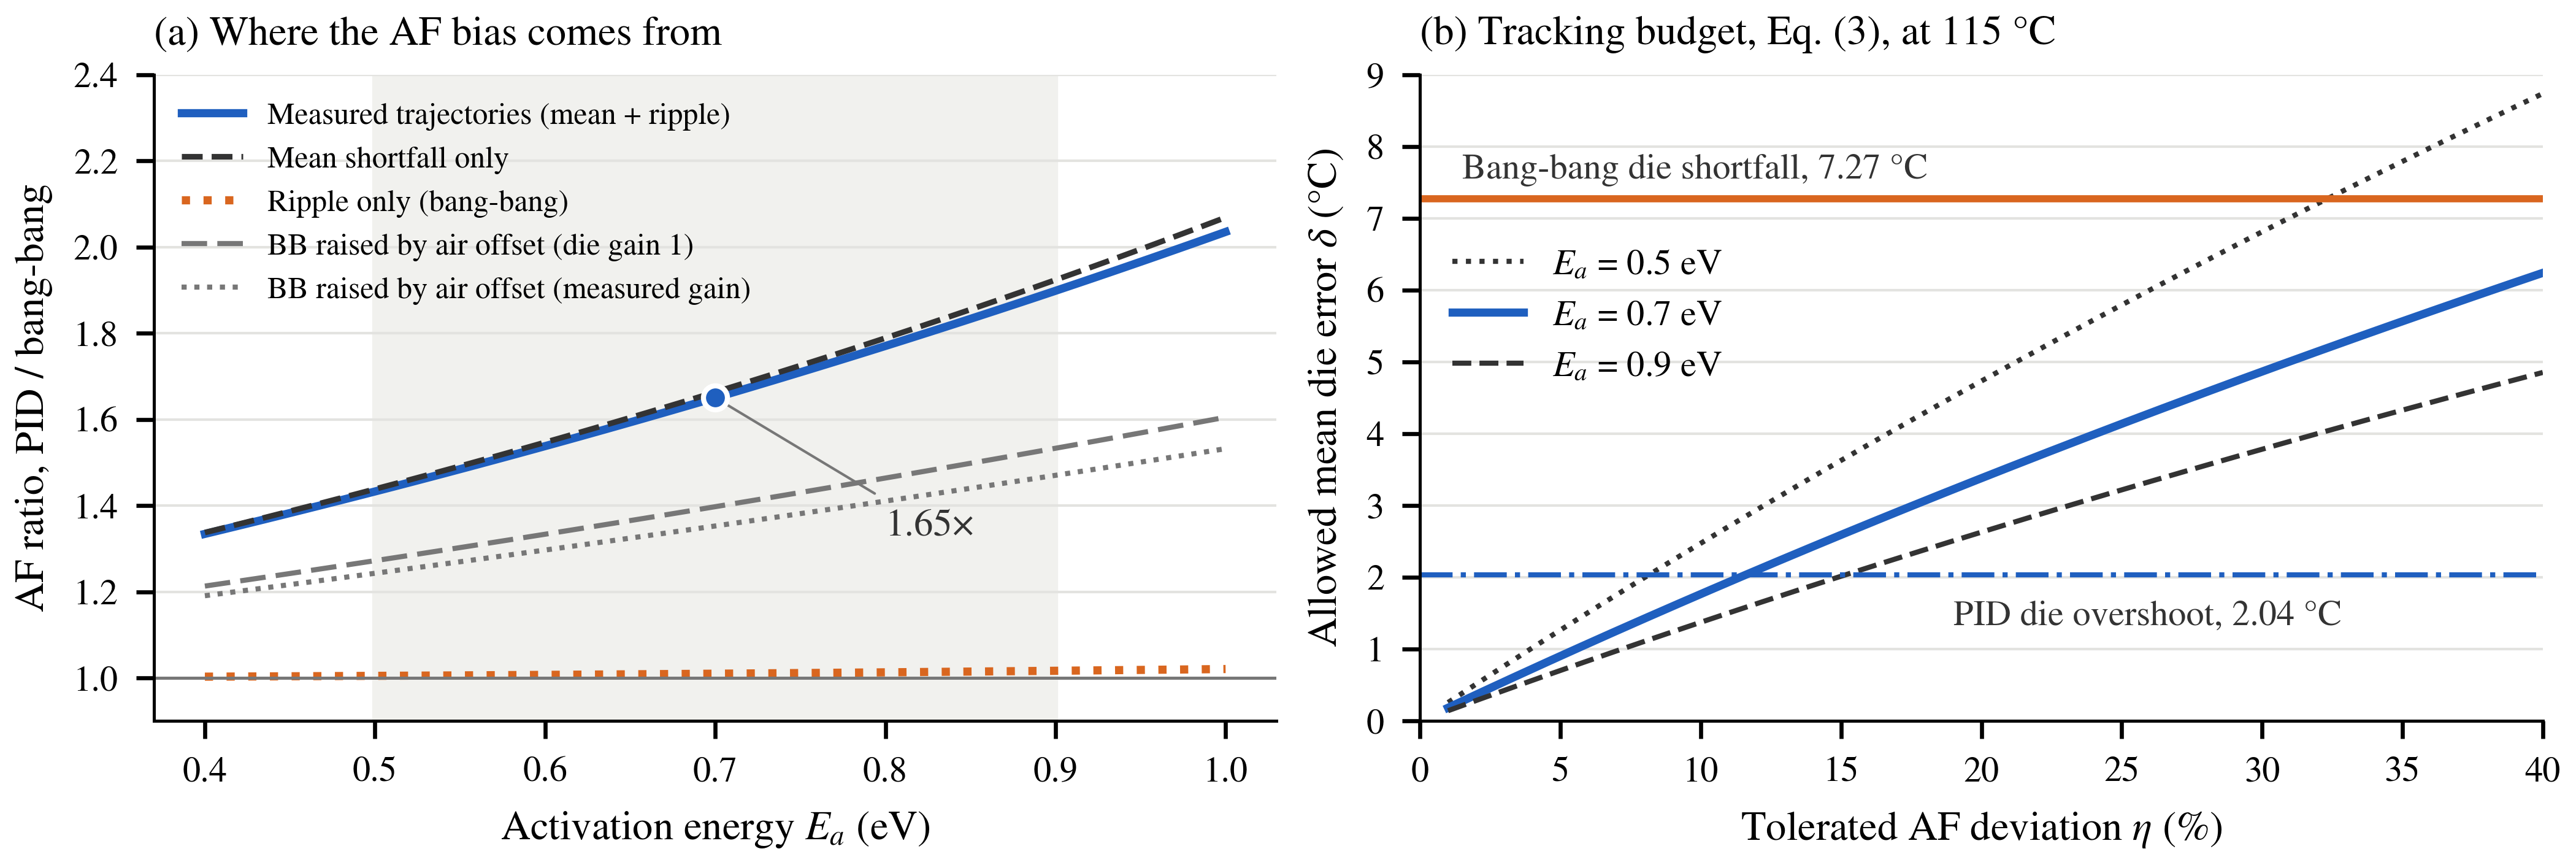 (a) Where the AF bias comes from
AF ratio, PID / bang-bang
2.4
2.2
2.0
1.8
1.6
1.4
1.2
1.0
Measured trajectories (mean + ripple)
Mean shortfall only
Ripple only (bang-bang)
BB raised by air offset (die gain 1)
BB raised by air offset (measured gain)
1.65×
0.4
0.5
0.6
0.7
0.8
0.9
1.0
Activation energy Eₐ (eV)
(b) Tracking budget, Eq. (3), at 115 °C
Allowed mean die error δ (°C)
9
8
7
6
5
4
3
2
1
0
Bang-bang die shortfall, 7.27 °C
Eₐ = 0.5 eV
Eₐ = 0.7 eV
Eₐ = 0.9 eV
PID die overshoot, 2.04 °C
0
5
10
15
20
25
30
35
40
Tolerated AF deviation η (%)